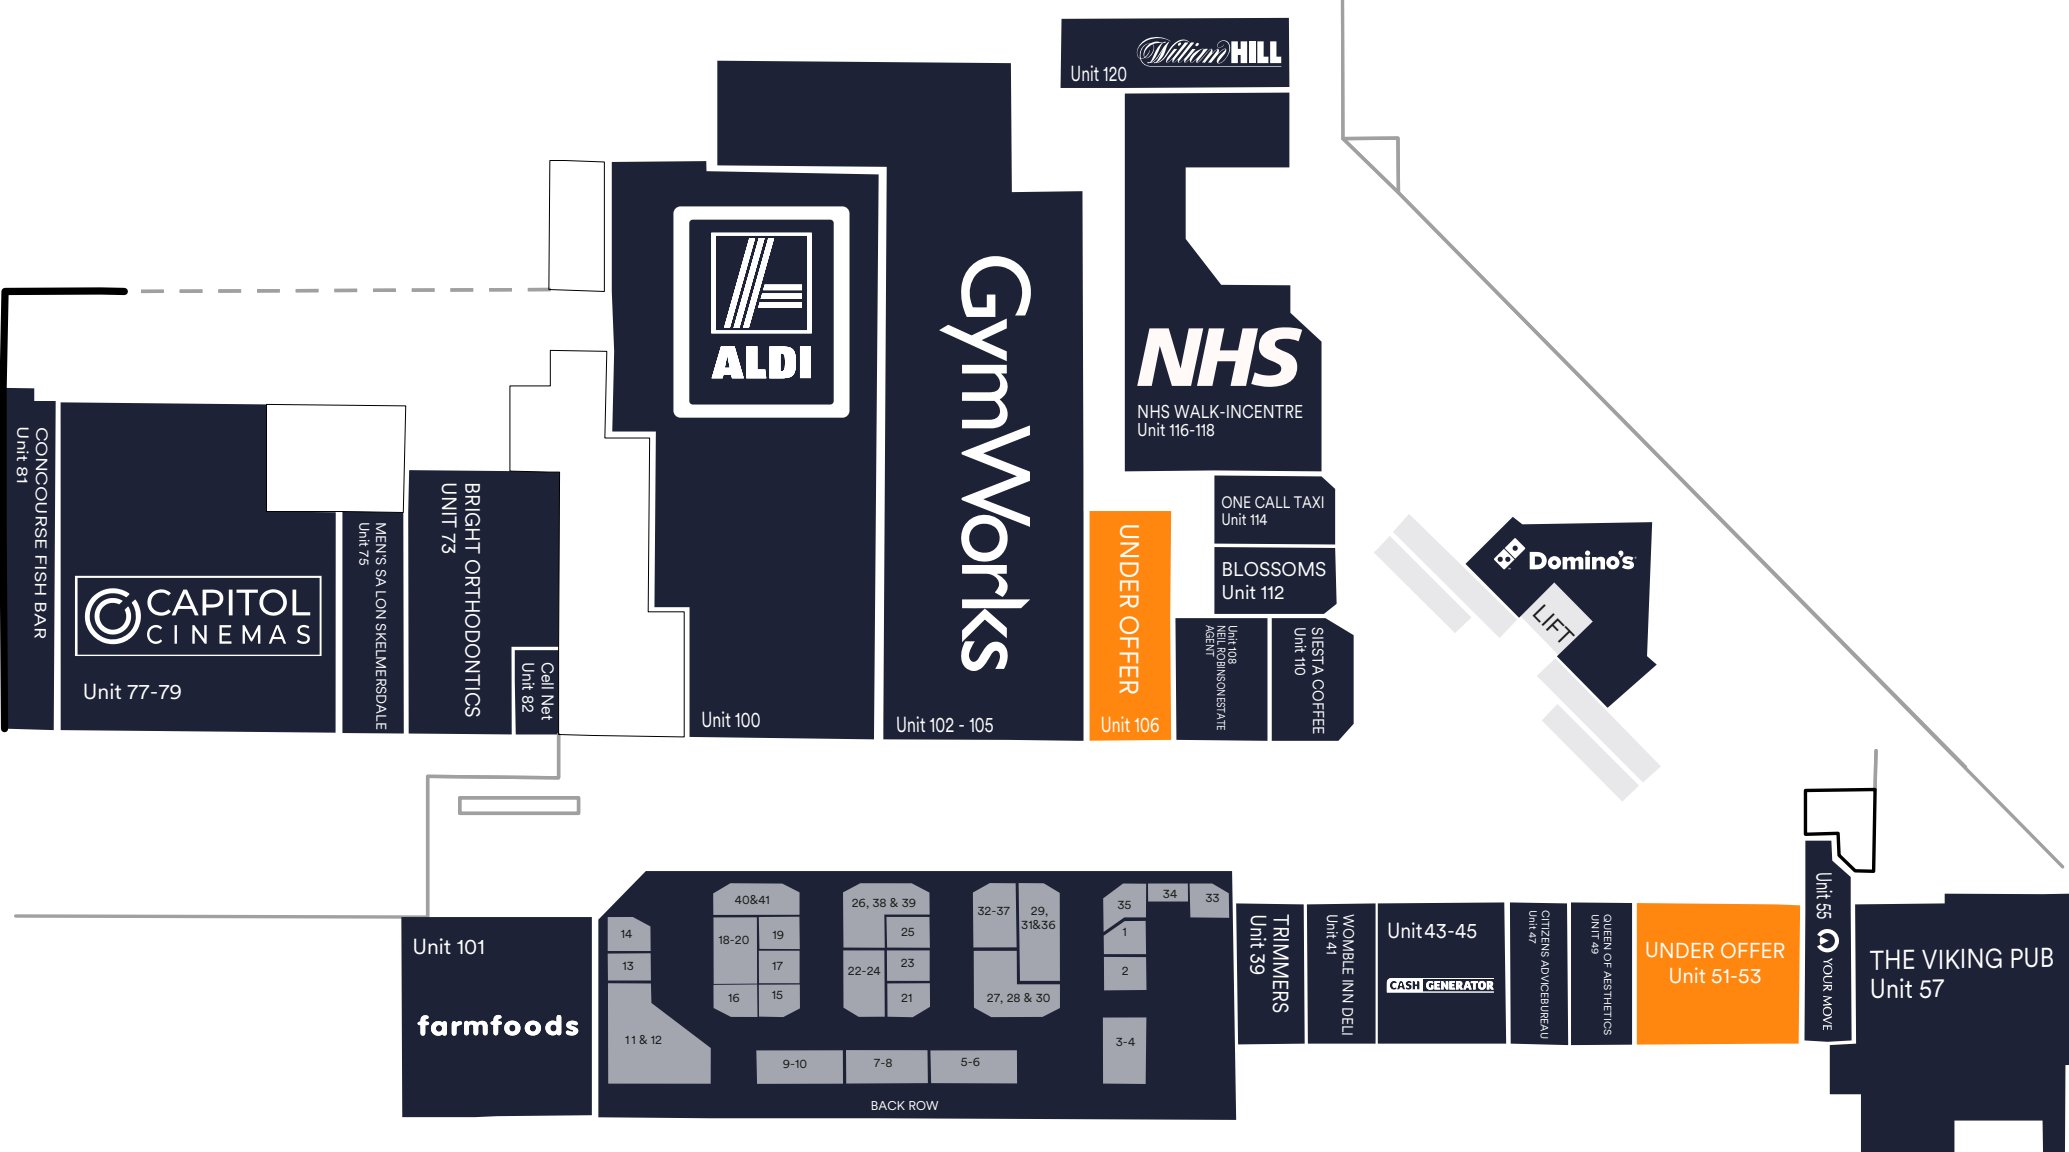 Unit 120
William HILL
ALDI
Unit 100
GymWorks
Unit 102 - 105
NHS
NHS WALK-INCENTRE
Unit 116-118
ONE CALL TAXI
Unit 114
BLOSSOMS
Unit 112
UNDER OFFER
Unit 106
Unit 108
NEIL ROBINSONESTATE
AGENT
SIESTA COFFEE
Unit 110
Domino's
LIFT
CONCOURSE FISH BAR
Unit 81
CAPITOL
CINEMAS
Unit 77-79
MEN'S SA LON SKELMERSDALE
Unit 75
BRIGHT ORTHODONTICS
UNIT 73
Cell Net
Unit 82
Unit 101
farmfoods
14
13
11 & 12
40&41
18-20
19
17
16
15
26, 38 & 39
25
22-24
23
21
32-37
29,
31&36
27, 28 & 30
35
34
33
1
2
3-4
9-10
7-8
5-6
BACK ROW
TRIMMERS
Unit 39
WOMBLE INN DELI
Unit 41
Unit43-45
CASH GENERATOR
CITIZENS ADVICEBUREAU
Unit 47
QUEEN OF AESTHETICS
UNIT 49
UNDER OFFER
Unit 51-53
Unit 55
YOUR MOVE
THE VIKING PUB
Unit 57